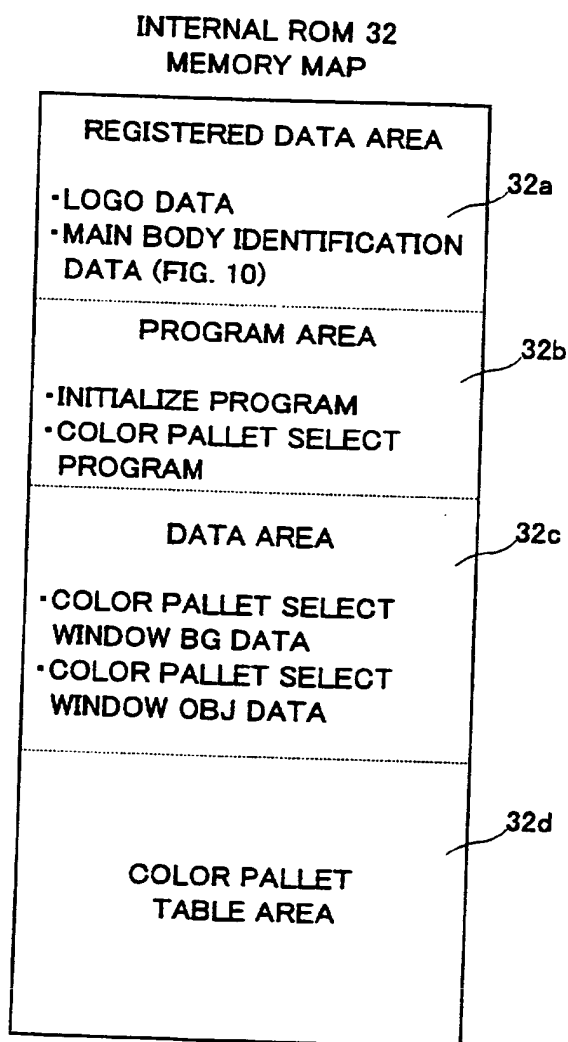 INTERNAL ROM 32
MEMORY MAP
REGISTERED DATA AREA
32a
·LOGO DATA
·MAIN BODY IDENTIFICATION
DATA (FIG. 10)
PROGRAM AREA
32b
·INITIALIZE PROGRAM
·COLOR PALLET SELECT
PROGRAM
DATA AREA
32c
·COLOR PALLET SELECT
WINDOW BG DATA
·COLOR PALLET SELECT
WINDOW OBJ DATA
32d
COLOR PALLET
TABLE AREA